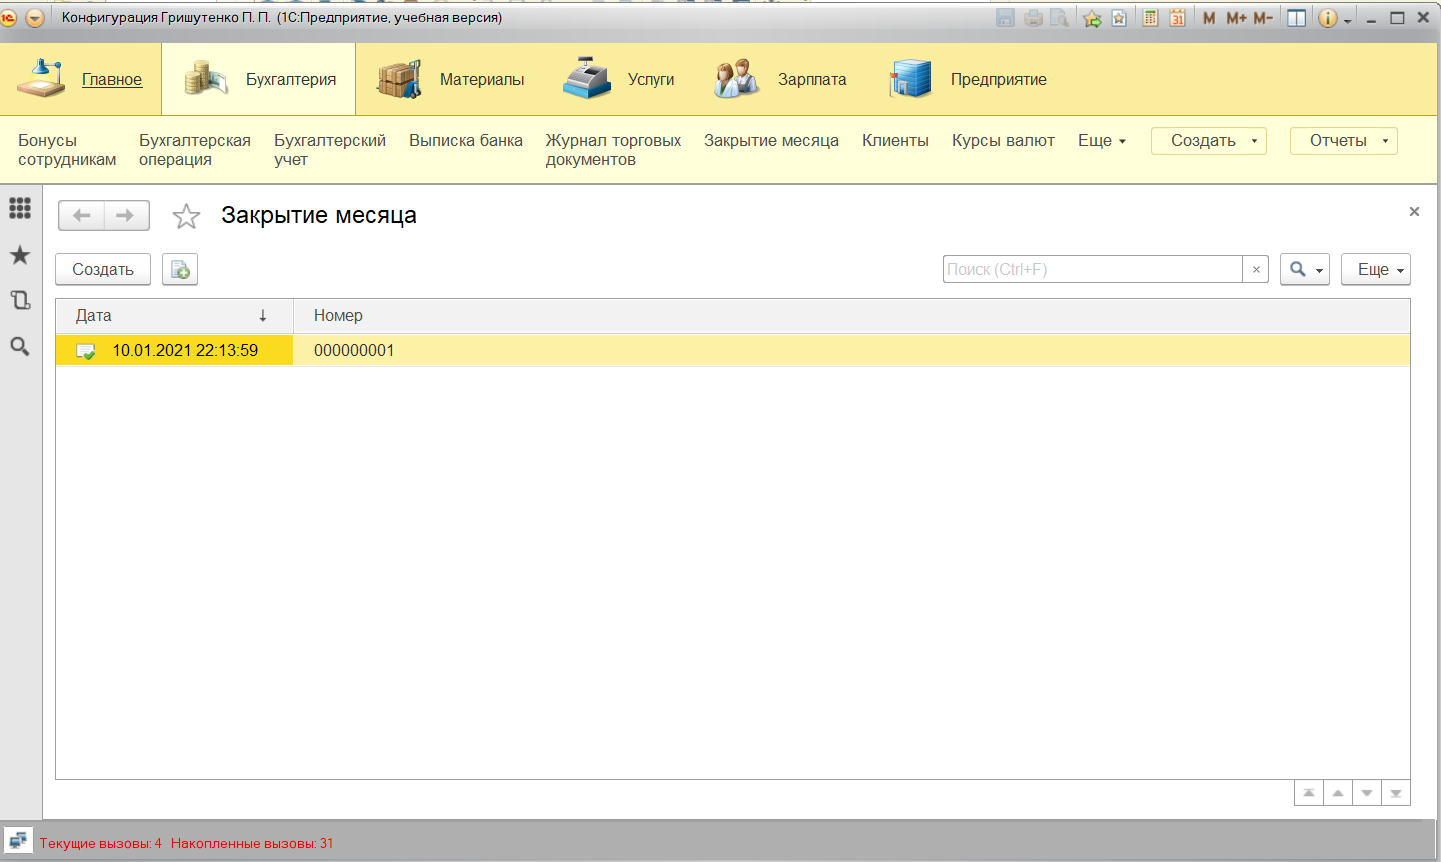 Конфигурация Гришутенко П. П. (1С:Предприятие, учебная версия)
M M+ M-
Главное Бухгалтерия Материалы Услуги Зарплата Предприятие
Бонусы сотрудникам
Бухгалтерская операция
Бухгалтерский учет
Выписка банка
Журнал торговых документов
Закрытие месяца
Клиенты
Курсы валют
Еще
Создать
Отчеты
Закрытие месяца
Создать
Поиск (Ctrl+F)
Еще
Дата Номер
10.01.2021 22:13:59 000000001
Текущие вызовы: 4 Накопленные вызовы: 31